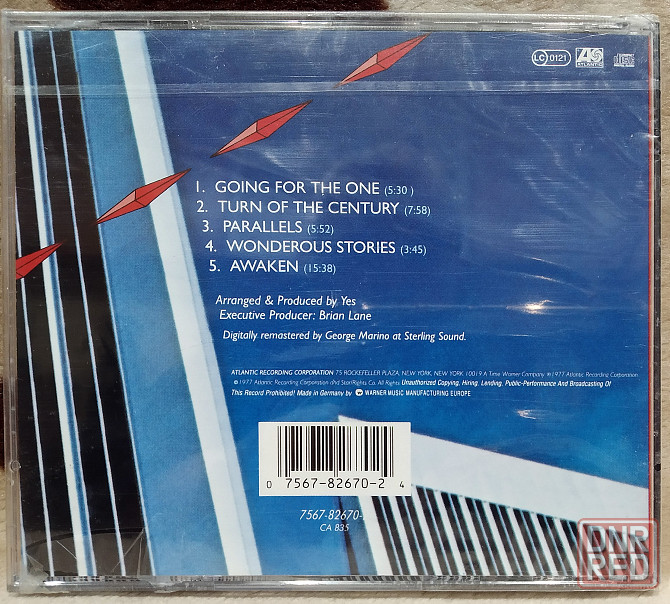 LC 0121
ATLANTIC
1. GOING FOR THE ONE (5:30 )
2. TURN OF THE CENTURY (7:58)
3. PARALLELS (5:52)
4. WONDEROUS STORIES (3:45)
5. AWAKEN (15:38)
Arranged & Produced by Yes
Executive Producer: Brian Lane
Digitally remastered by George Marino at Sterling Sound.
ATLANTIC RECORDING CORPORATION 75 ROCKEFELLER PLAZA, NEW YORK, NEW YORK. 10019 A Time Warner Company ℗ 1977 Atlantic Recording Corporation
© 1977 Atlantic Recording Corporation and StarRights Co. All Rights Unauthorized Copying, Hiring, Lending, Public-Performance And Broadcasting Of
This Record Prohibited! Made in Germany by WARNER MUSIC MANUFACTURING EUROPE
0 7567-82670-2 4
7567-82670-
CA 835
DNR
RED